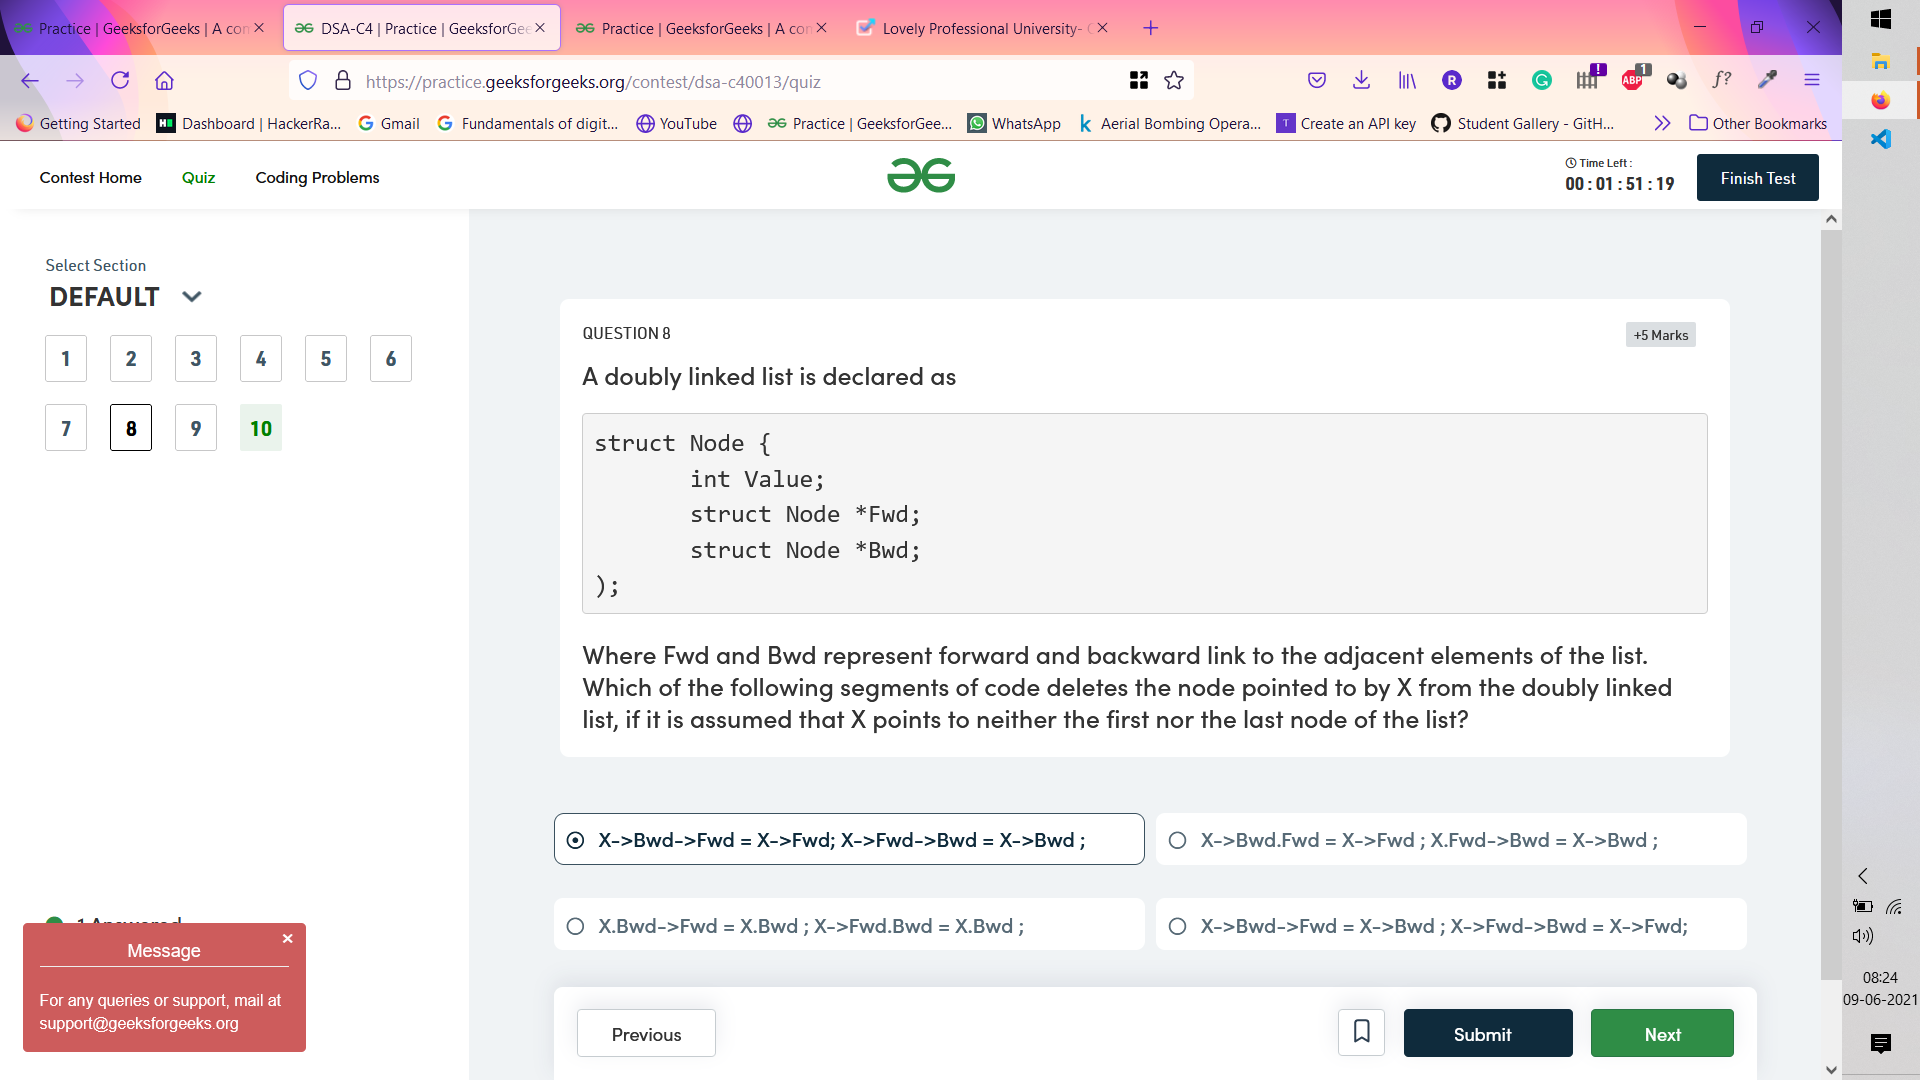 Practice | GeeksforGeeks | A con
DSA-C4 | Practice | GeeksforGee
Practice | GeeksforGeeks | A con
Lovely Professional University-
https://practice.geeksforgeeks.org/contest/dsa-c40013/quiz
R
!
ABP
1
f?
Getting Started
Dashboard | HackerRa...
Gmail
Fundamentals of digit...
YouTube
Practice | GeeksforGee...
WhatsApp
Aerial Bombing Opera...
T
Create an API key
Student Gallery - GitH...
Other Bookmarks
Contest Home
Quiz
Coding Problems
Time Left :
00 : 01 : 51 : 19
Finish Test
Select Section
DEFAULT
1
2
3
4
5
6
7
8
9
10
QUESTION 8
+5 Marks
A doubly linked list is declared as
struct Node {
int Value;
struct Node *Fwd;
struct Node *Bwd;
);
Where Fwd and Bwd represent forward and backward link to the adjacent elements of the list.
Which of the following segments of code deletes the node pointed to by X from the doubly linked
list, if it is assumed that X points to neither the first nor the last node of the list?
X->Bwd->Fwd = X->Fwd; X->Fwd->Bwd = X->Bwd ;
X->Bwd.Fwd = X->Fwd ; X.Fwd->Bwd = X->Bwd ;
X.Bwd->Fwd = X.Bwd ; X->Fwd.Bwd = X.Bwd ;
X->Bwd->Fwd = X->Bwd ; X->Fwd->Bwd = X->Fwd;
1 Answered
Message
For any queries or support, mail at
support@geeksforgeeks.org
Previous
Submit
Next
08:24
09-06-2021